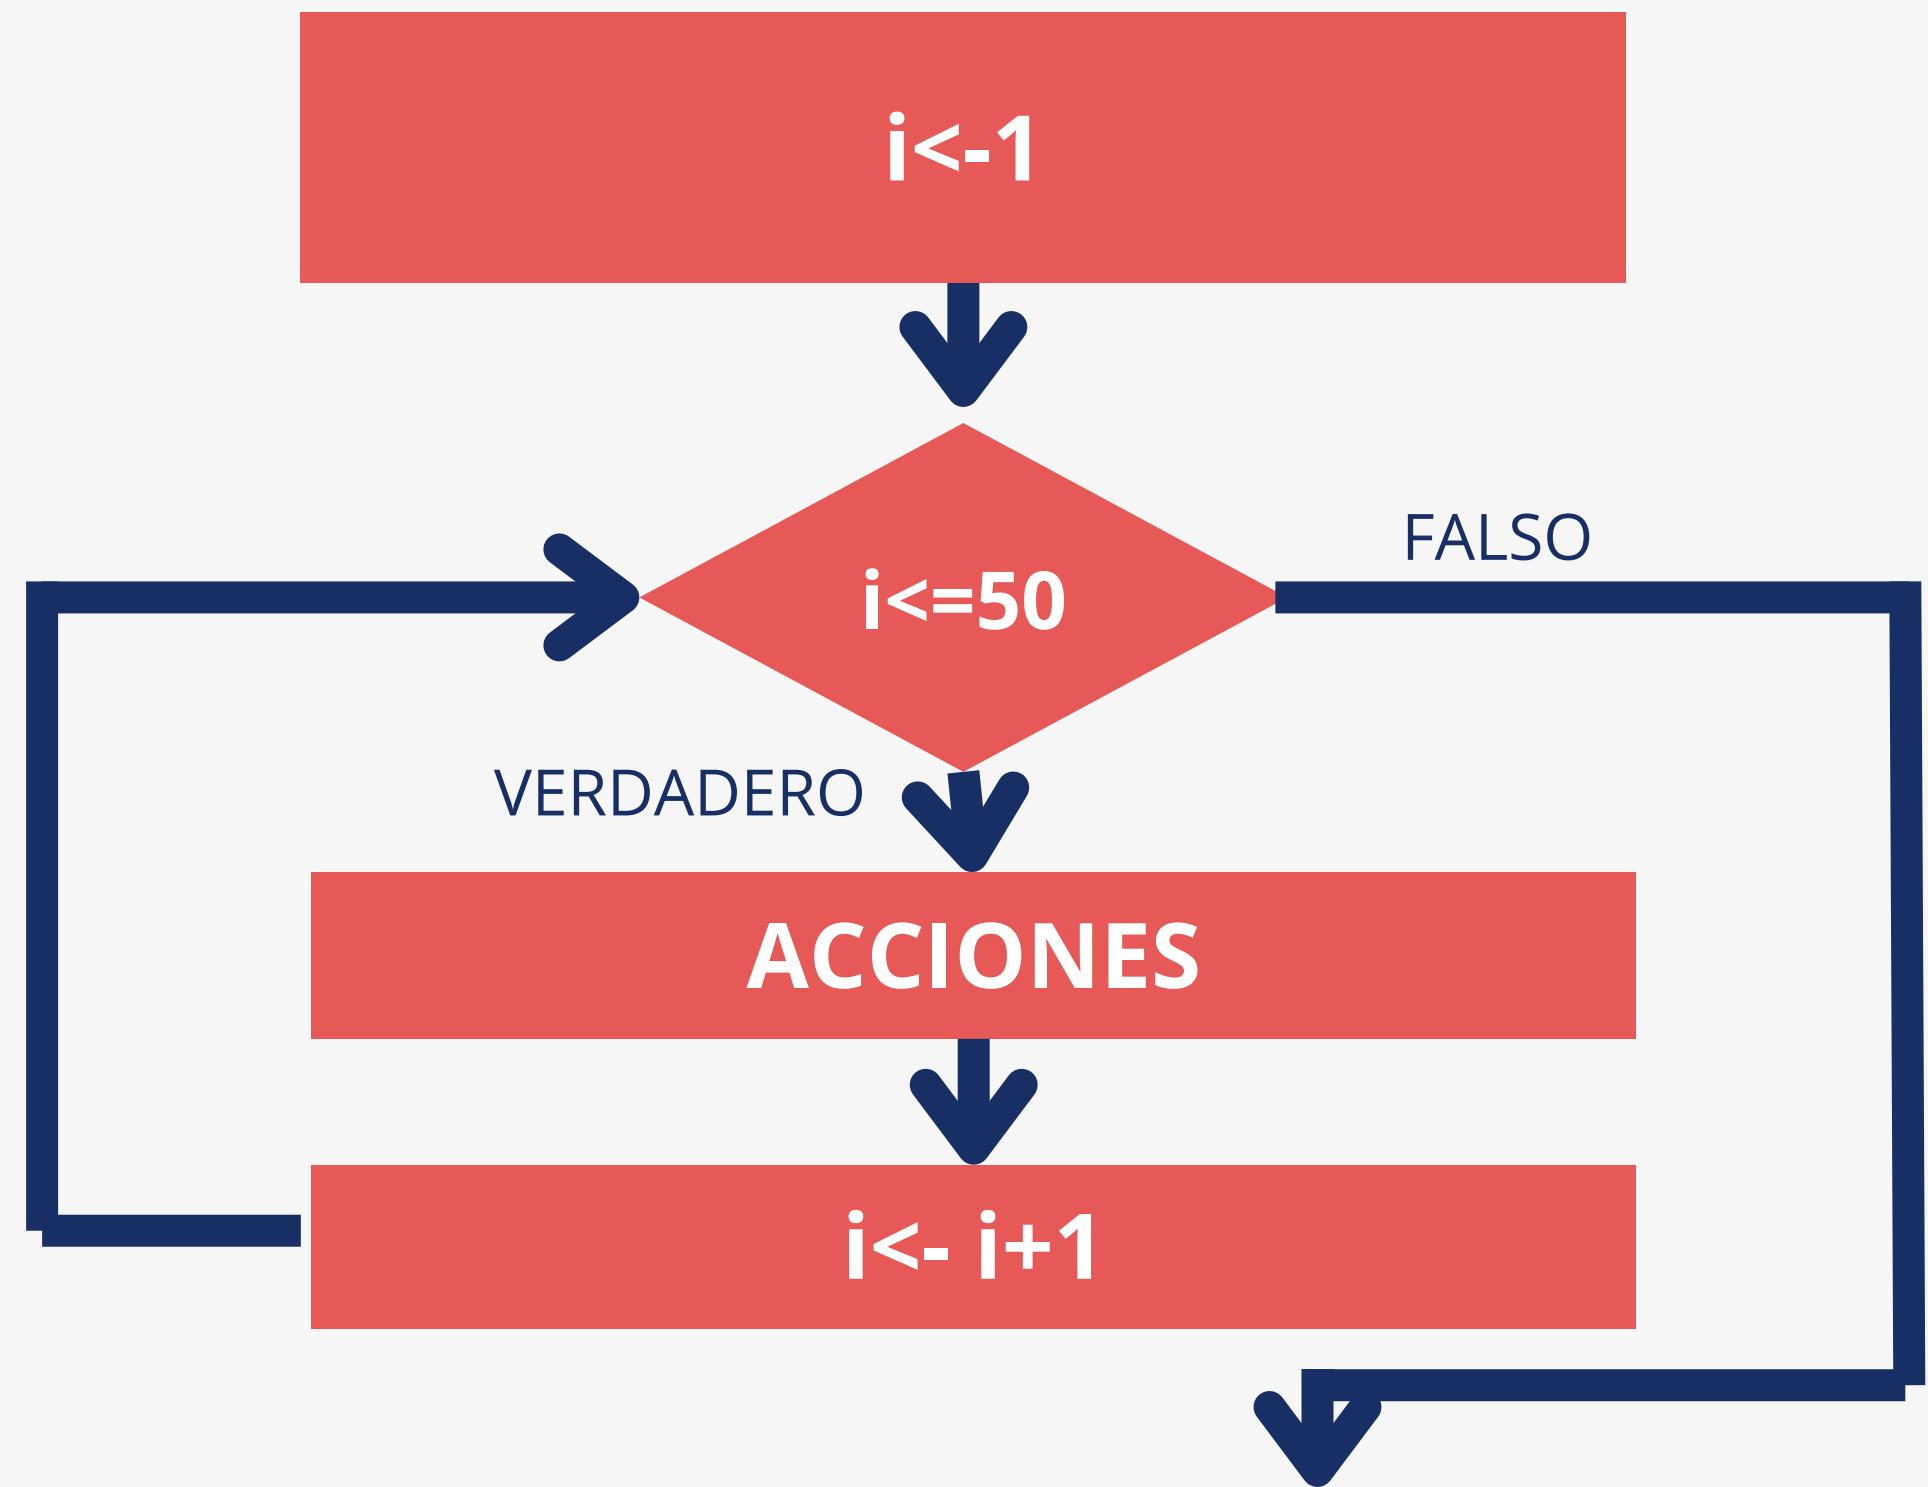 i<-1
i<=50
FALSO
VERDADERO
ACCIONES
i<- i+1